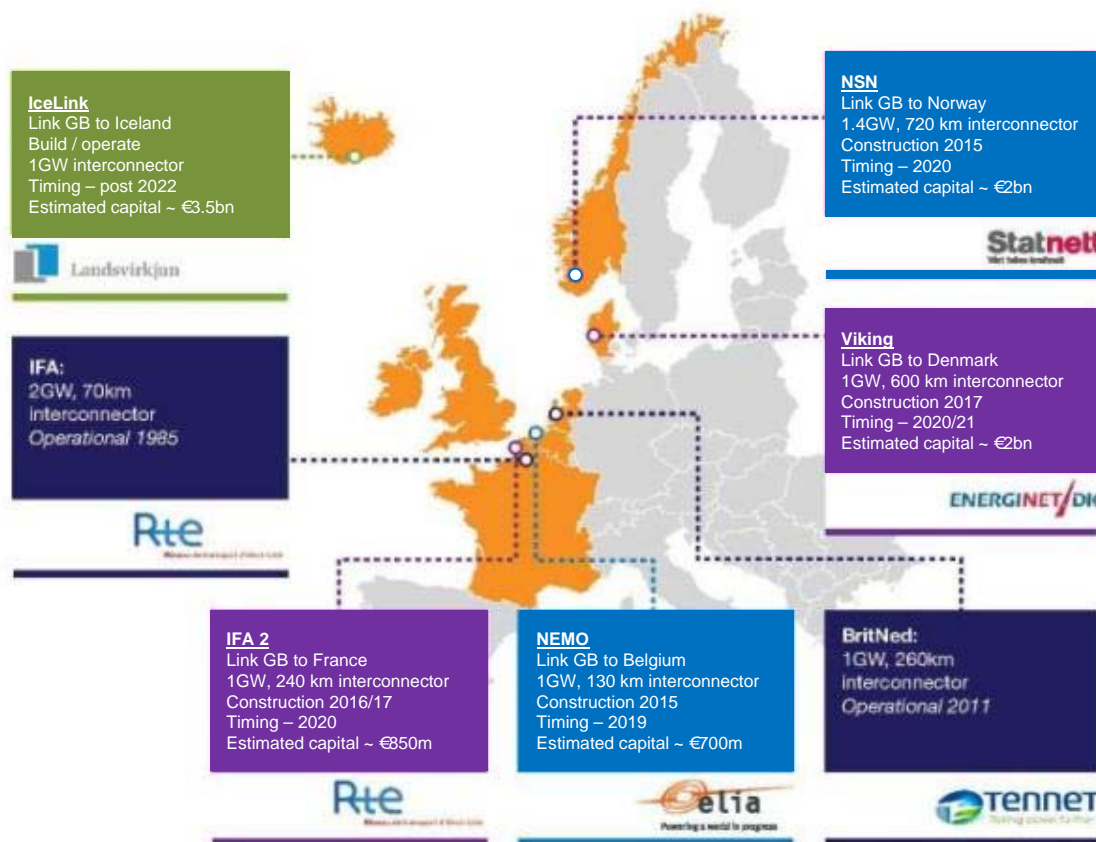 IceLink
Link GB to Iceland
Build / operate
1GW interconnector
Timing – post 2022
Estimated capital ~ €3.5bn
Landsvirkjun
NSN
Link GB to Norway
1.4GW, 720 km interconnector
Construction 2015
Timing – 2020
Estimated capital ~ €2bn
Statnett
IFA:
2GW, 70km
interconnector
Operational 1985
Rte
Viking
Link GB to Denmark
1GW, 600 km interconnector
Construction 2017
Timing – 2020/21
Estimated capital ~ €2bn
ENERGINET/DK
IFA 2
Link GB to France
1GW, 240 km interconnector
Construction 2016/17
Timing – 2020
Estimated capital ~ €850m
Rte
NEMO
Link GB to Belgium
1GW, 130 km interconnector
Construction 2015
Timing – 2019
Estimated capital ~ €700m
elia
Powering a world in progress
BritNed:
1GW, 260km
interconnector
Operational 2011
TENNET
Taking power further